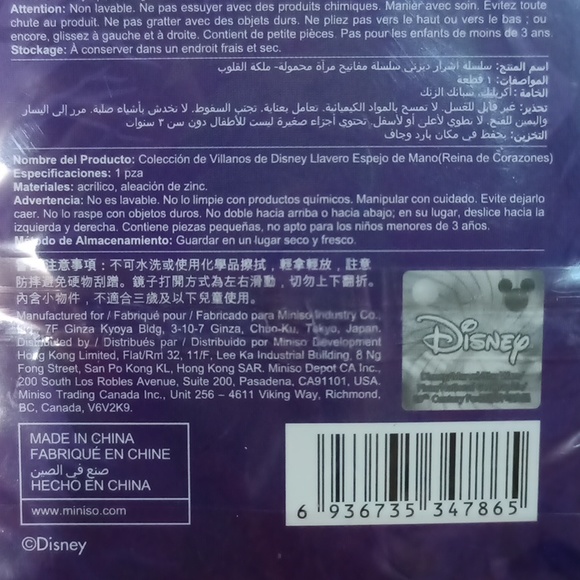 Attention: Non lavable. Ne pas essuyer avec des produits chimiques. Manier avec soin. Évitez toute
chute au produit. Ne pas gratter avec des objets durs. Ne pliez pas vers le haut ou vers le bas ; ou
encore, glissez à gauche et à droite. Contient de petite pièces. Pas pour les enfants de moins de 3 ans
Stockage: À conserver dans un endroit frais et sec.
اسم المنتج: سلسلة أشرار ديزني سلسلة مفاتيح مرآة محمولة- ملكة القلوب
المواصفات: ١ قطعة
الخامة: أكريليك، سبائك الزنك
تحذير: غير قابل للغسل. لا تمسح بالمواد الكيميائية. تعامل بعناية. تجنب السقوط. لا تخدش بأشياء صلبة. مرر إلى اليسار
واليمين للفتح. لا تطوي لأعلى أو لأسفل. تحتوي أجزاء صغيرة ليست للأطفال دون سن ٣ سنوات
التخزين: يحفظ في مكان بارد وجاف
Nombre del Producto: Colección de Villanos de Disney Llavero Espejo de Mano(Reina de Corazones)
Especificaciones: 1 pza
Materiales: acrílico, aleación de zinc.
Advertencia: No es lavable. No lo limpie con productos químicos. Manipular con cuidado. Evite dejarlo
caer. No lo raspe con objetos duros. No doble hacia arriba o hacia abajo; en su lugar, deslice hacia la
izquierda y derecha. Contiene piezas pequeñas, no apto para los niños menores de 3 años.
Método de Almacenamiento: Guardar en un lugar seco y fresco.
注意事項：不可水洗或使用化學品擦拭，輕拿輕放，註意
防摔避免硬物刮蹭。鏡子打開方式為左右滑動，切勿上下翻折。
內含小物件，不適合三歲及以下兒童使用。
Manufactured for / Fabriqué pour / Fabricado para Miniso Industry Co.,
7F Ginza Kyoya Bldg, 3-10-7 Ginza, Chuo-Ku, Tokyo, Japan.
Distributed by / Distribués par / Distribuido por Miniso Development
Hong Kong Limited, Flat/Rm 32, 11/F, Lee Ka Industrial Building, 8 Ng
Fong Street, San Po Kong KL, Hong Kong SAR. Miniso Depot CA Inc.,
200 South Los Robles Avenue, Suite 200, Pasadena, CA91101, USA.
Miniso Trading Canada Inc., Unit 256 – 4611 Viking Way, Richmond,
BC, Canada, V6V2K9.
Disney
MADE IN CHINA
FABRIQUÉ EN CHINE
صنع في الصين
HECHO EN CHINA
www.miniso.com
6 936735 347865
©Disney